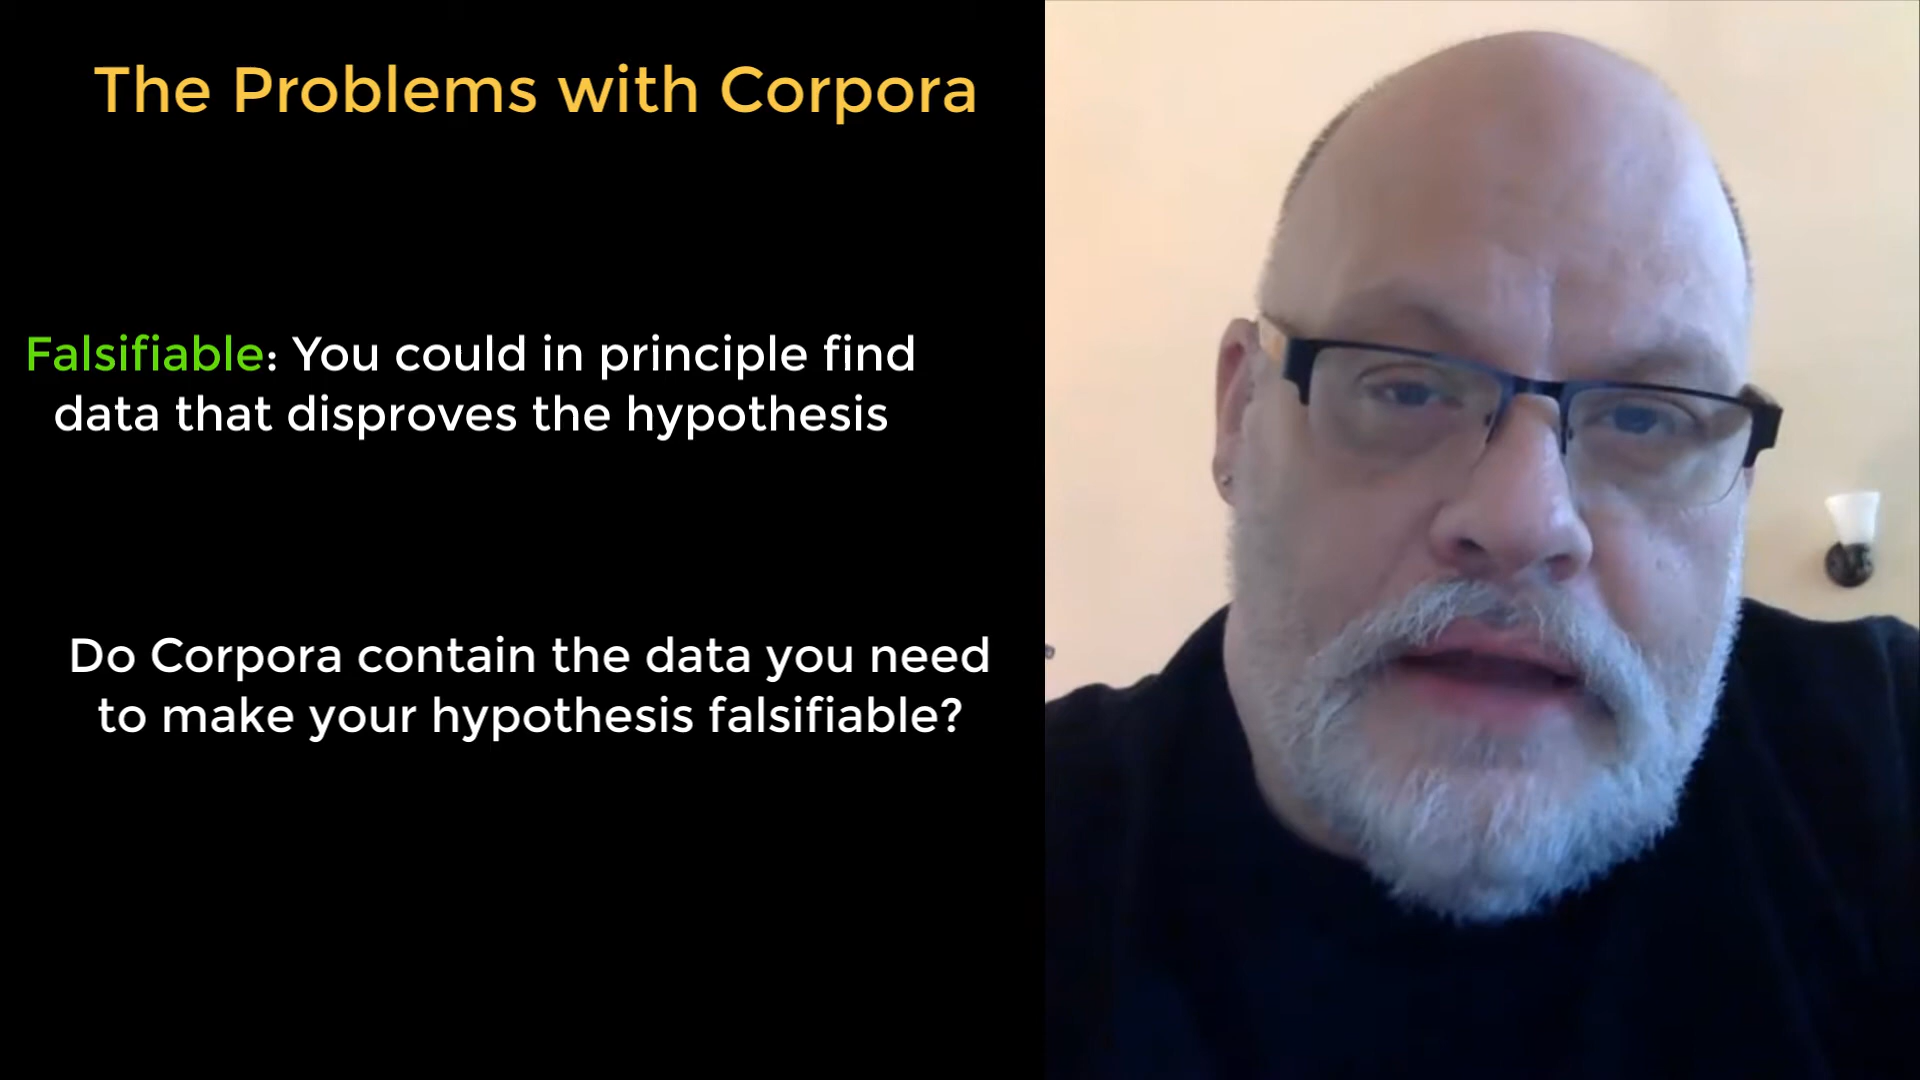 The Problems with Corpora
Falsifiable: You could in principle find
data that disproves the hypothesis
Do Corpora contain the data you need
to make your hypothesis falsifiable?